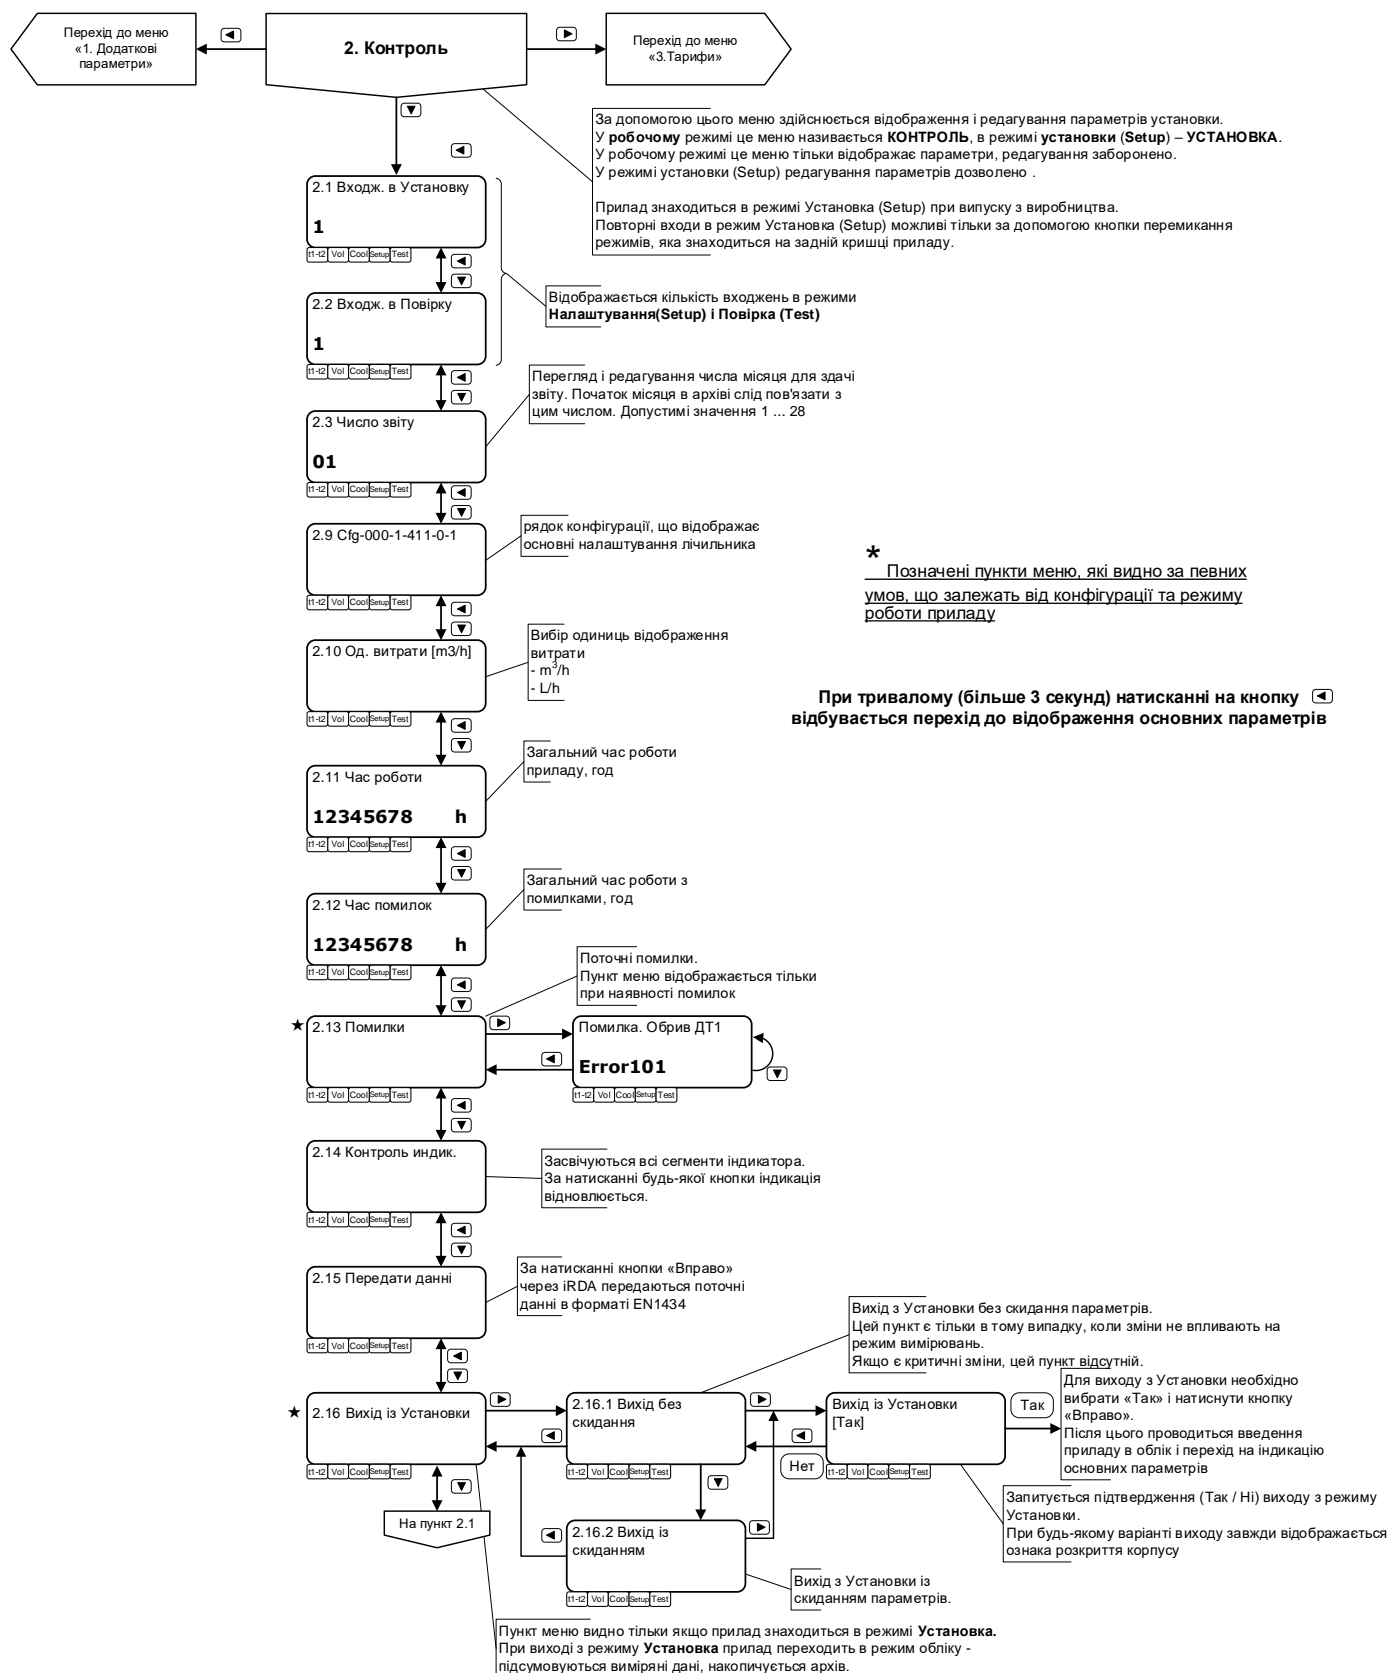 Перехід до меню
«1. Додаткові
параметри»
2. Контроль
Перехід до меню
«3.Тарифи»
За допомогою цього меню здійснюється відображення і редагування параметрів установки.
У робочому режимі це меню називається КОНТРОЛЬ, в режимі установки (Setup) – УСТАНОВКА.
У робочому режимі це меню тільки відображає параметри, редагування заборонено.
У режимі установки (Setup) редагування параметрів дозволено .
Прилад знаходиться в режимі Установка (Setup) при випуску з виробництва.
Повторні входи в режим Установка (Setup) можливі тільки за допомогою кнопки перемикання
режимів, яка знаходиться на задній кришці приладу.
2.1 Входж. в Установку
1
t1-t2 Vol Cool Setup Test
Відображається кількість входжень в режими
Налаштування(Setup) і Повірка (Test)
2.2 Входж. в Повірку
1
t1-t2 Vol Cool Setup Test
Перегляд і редагування числа місяця для здачі
звіту. Початок місяця в архіві слід пов'язати з
цим числом. Допустимі значення 1 ... 28
2.3 Число звіту
01
t1-t2 Vol Cool Setup Test
2.9 Cfg-000-1-411-0-1
t1-t2 Vol Cool Setup Test
рядок конфігурації, що відображає
основні налаштування лічильника
*
Позначені пункти меню, які видно за певних
умов, що залежать від конфігурації та режиму
роботи приладу
2.10 Од. витрати [m3/h]
t1-t2 Vol Cool Setup Test
Вибір одиниць відображення
витрати
- m³/h
- L/h
При тривалому (більше 3 секунд) натисканні на кнопку
відбувається перехід до відображення основних параметрів
2.11 Час роботи
12345678 h
t1-t2 Vol Cool Setup Test
Загальний час роботи
приладу, год
2.12 Час помилок
12345678 h
t1-t2 Vol Cool Setup Test
Загальний час роботи з
помилками, год
Поточні помилки.
Пункт меню відображається тільки
при наявності помилок
★
2.13 Помилки
t1-t2 Vol Cool Setup Test
Помилка. Обрив ДТ1
Error101
t1-t2 Vol Cool Setup Test
2.14 Контроль индик.
t1-t2 Vol Cool Setup Test
Засвічуються всі сегменти індикатора.
За натисканні будь-якої кнопки індикація
відновлюється.
2.15 Передати данні
t1-t2 Vol Cool Setup Test
За натисканні кнопки «Вправо»
через iRDA передаються поточні
данні в форматі EN1434
Вихід з Установки без скидання параметрів.
Цей пункт є тільки в тому випадку, коли зміни не впливають на
режим вимірювань.
Якщо є критичні зміни, цей пункт відсутній.
★
2.16 Вихід із Установки
t1-t2 Vol Cool Setup Test
2.16.1 Вихід без
скидання
t1-t2 Vol Cool Setup Test
Вихід із Установки
[Так]
t1-t2 Vol Cool Setup Test
Так
Нет
Для виходу з Установки необхідно
вибрати «Так» і натиснути кнопку
«Вправо».
Після цього проводиться введення
приладу в облік і перехід на індикацію
основних параметрів
На пункт 2.1
2.16.2 Вихід із
скиданням
t1-t2 Vol Cool Setup Test
Запитується підтвердження (Так / Ні) виходу з режиму
Установки.
При будь-якому варіанті виходу завжди відображається
ознака розкриття корпусу
Вихід з Установки із
скиданням параметрів.
Пункт меню видно тільки якщо прилад знаходиться в режимі Установка.
При виході з режиму Установка прилад переходить в режим обліку -
підсумовуються виміряні дані, накопичується архів.